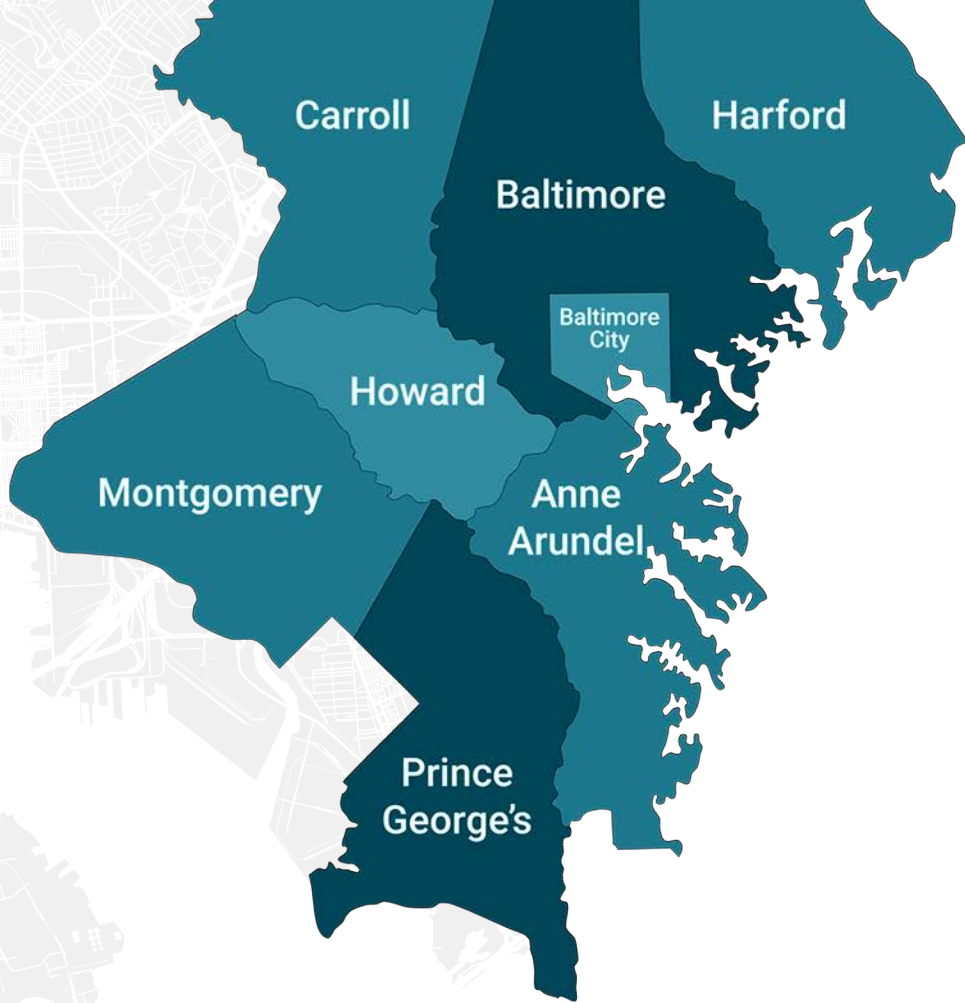 Carroll
Harford
Baltimore
Baltimore
City
Howard
Montgomery
Anne
Arundel
Prince
George’s